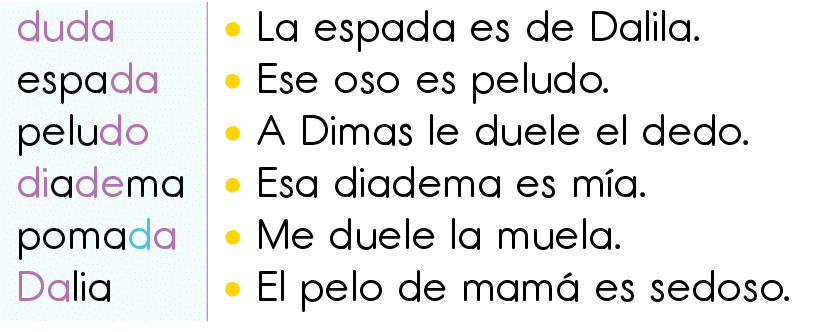 duda
espada
peludo
diadema
pomada
Dalia
La espada es de Dalila.
Ese oso es peludo.
A Dimas le duele el dedo.
Esa diadema es mía.
Me duele la muela.
El pelo de mamá es sedoso.